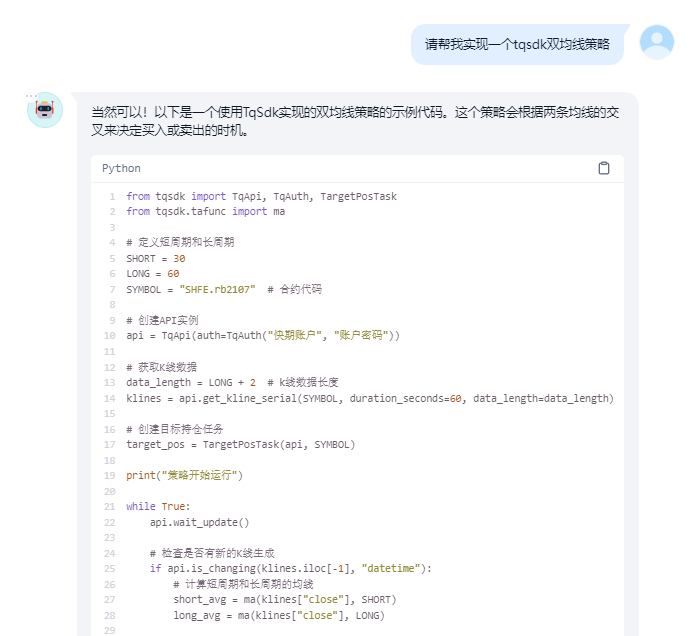 请帮我实现一个tqsdk双均线策略
当然可以！以下是一个使用TqSdk实现的双均线策略的示例代码。这个策略会根据两条均线的交
叉来决定买入或卖出的时机。
Python
1 from tqsdk import TqApi, TqAuth, TargetPosTask
2 from tqsdk.tafunc import ma
3
4 # 定义短周期和长周期
5 SHORT = 30
6 LONG = 60
7 SYMBOL = "SHFE.rb2107"  # 合约代码
8
9 # 创建API实例
10 api = TqApi(auth=TqAuth("快期账户", "账户密码"))
11
12 # 获取K线数据
13 data_length = LONG + 2  # k线数据长度
14 klines = api.get_kline_serial(SYMBOL, duration_seconds=60, data_length=data_length)
15
16 # 创建目标持仓任务
17 target_pos = TargetPosTask(api, SYMBOL)
18
19 print("策略开始运行")
20
21 while True:
22     api.wait_update()
23
24     # 检查是否有新的K线生成
25     if api.is_changing(klines.iloc[-1], "datetime"):
26         # 计算短周期和长周期的均线
27         short_avg = ma(klines["close"], SHORT)
28         long_avg = ma(klines["close"], LONG)
29